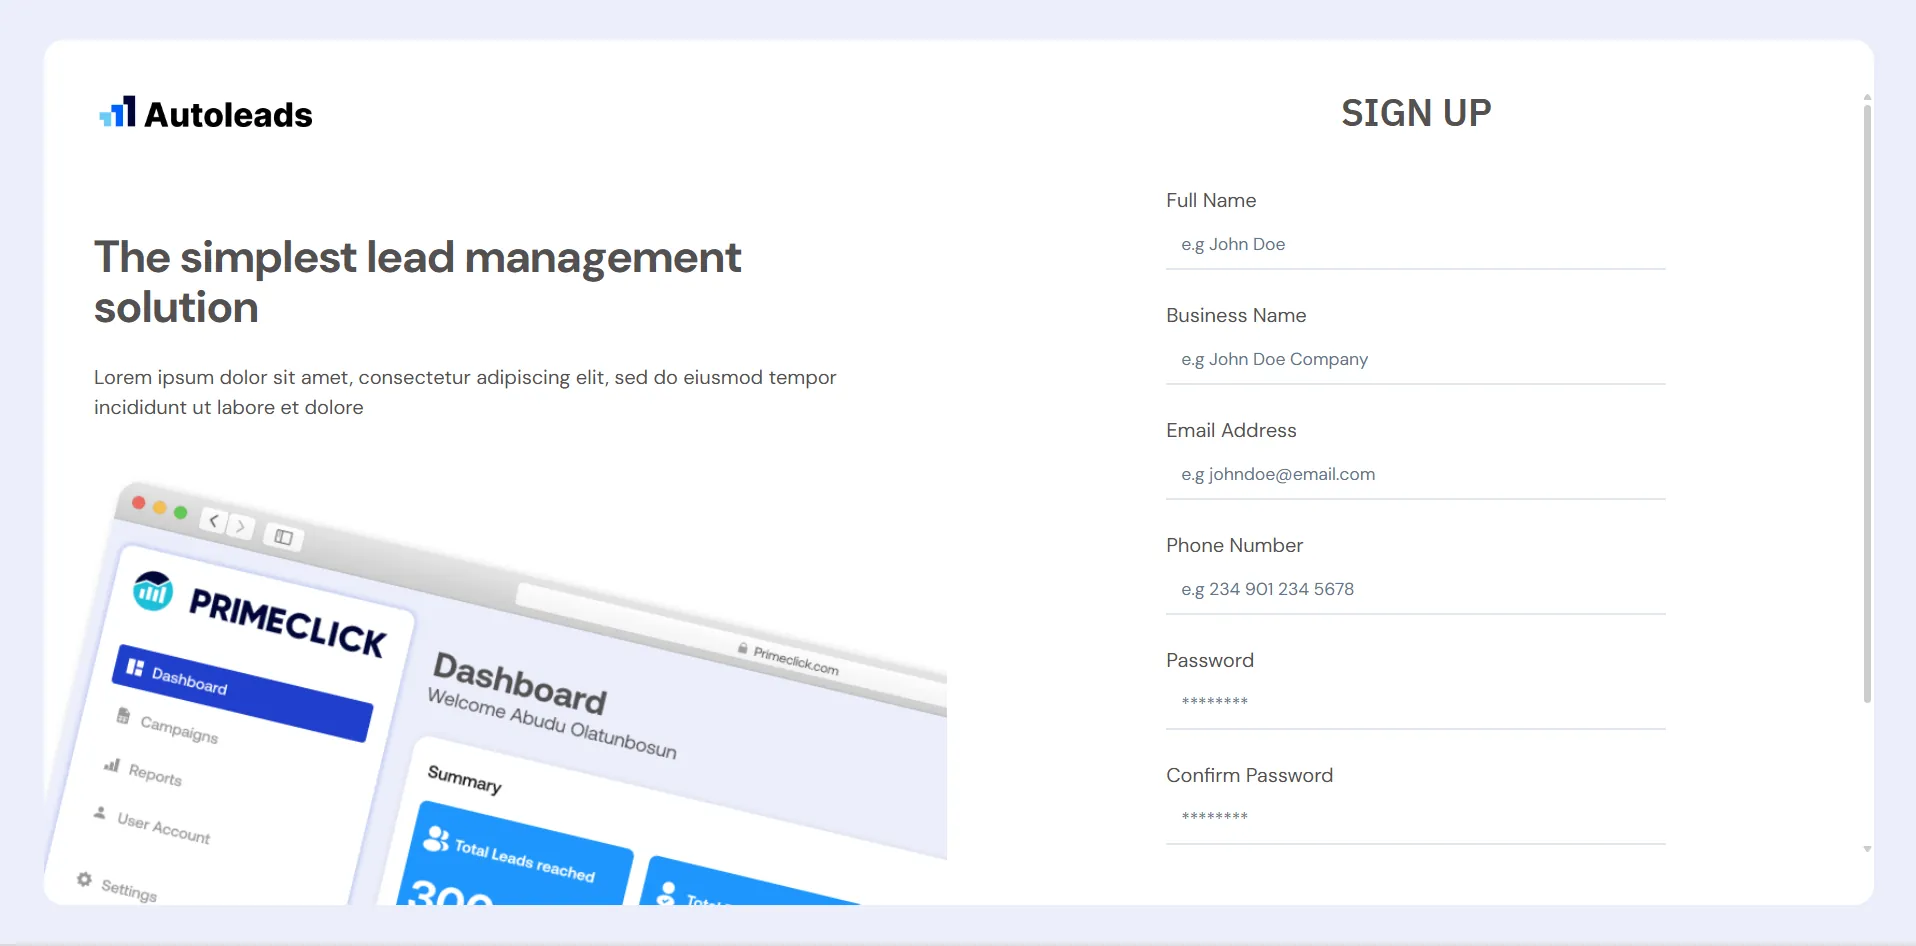 Autoleads
The simplest lead management
solution
Lorem ipsum dolor sit amet, consectetur adipiscing elit, sed do eiusmod tempor
incididunt ut labore et dolore
Primeclick.com
PRIMECLICK
Dashboard
Campaigns
Reports
User Account
Settings
Dashboard
Welcome Abudu Olatunbosun
Summary
Total Leads reached
300
SIGN UP
Full Name
e.g John Doe
Business Name
e.g John Doe Company
Email Address
e.g johndoe@email.com
Phone Number
e.g 234 901 234 5678
Password
********
Confirm Password
********